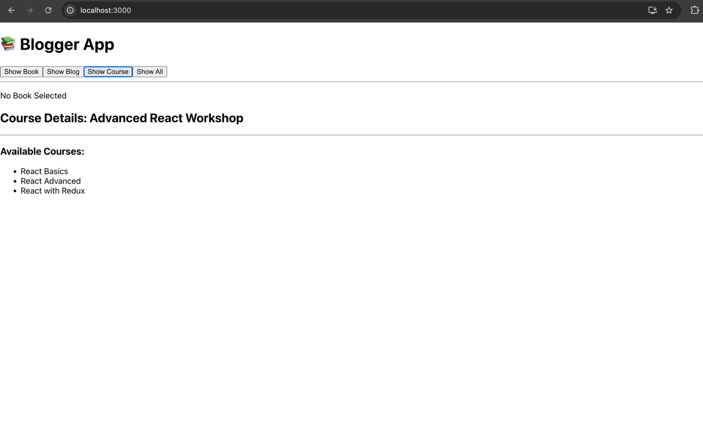 localhost:3000
📚 Blogger App
Show Book Show Blog Show Course Show All
No Book Selected
Course Details: Advanced React Workshop
Available Courses:
• React Basics
• React Advanced
• React with Redux